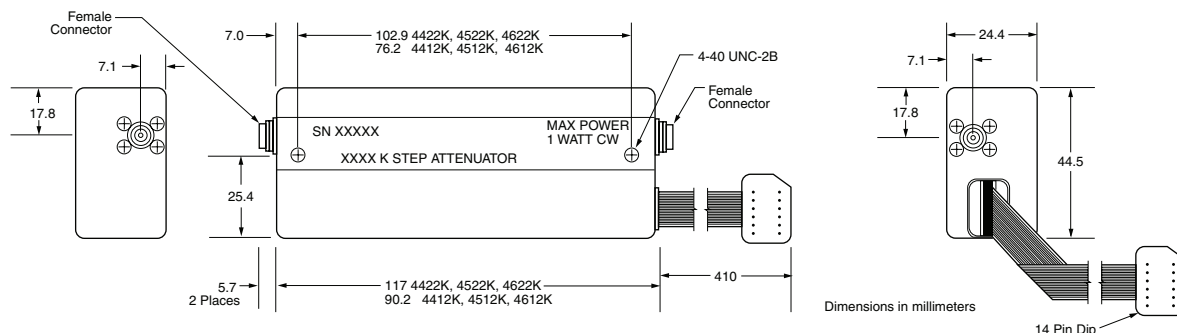 Female
Connector
7.1
17.8
7.0
102.9 4422K, 4522K, 4622K
76.2 4412K, 4512K, 4612K
4-40 UNC-2B
Female
Connector
SN XXXXX
MAX POWER
1 WATT CW
XXXX K STEP ATTENUATOR
25.4
5.7
2 Places
117 4422K, 4522K, 4622K
90.2 4412K, 4512K, 4612K
410
24.4
7.1
17.8
44.5
Dimensions in millimeters
14 Pin Dip